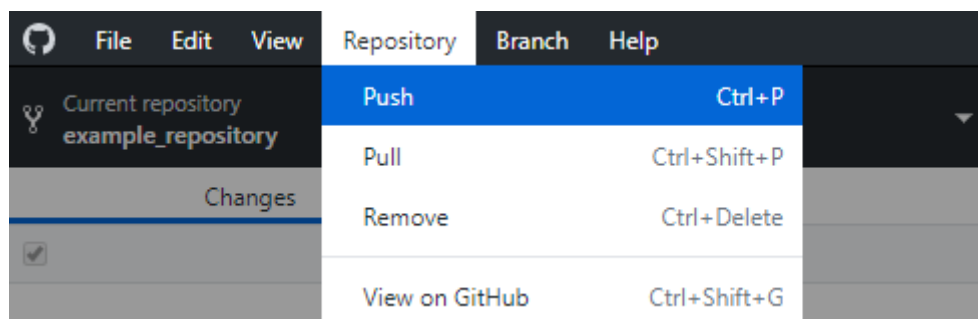 File Edit View Repository Branch Help
Current repository
example_repository
Push Ctrl+P
Pull Ctrl+Shift+P
Changes
Remove Ctrl+Delete
View on GitHub Ctrl+Shift+G